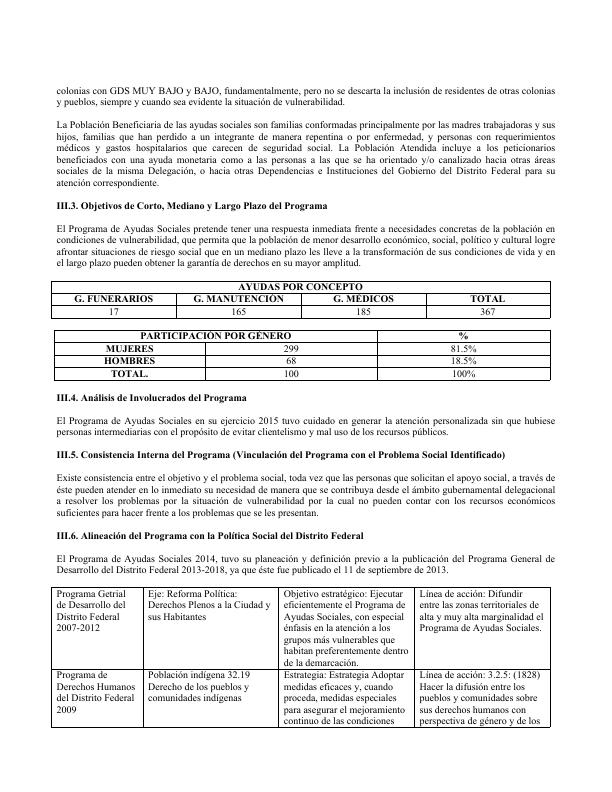 colonias con GDS MUY BAJO y BAJO, fundamentalmente, pero no se descarta la inclusión de residentes de otras colonias
y pueblos, siempre y cuando sea evidente la situación de vulnerabilidad.
La Población Beneficiaria de las ayudas sociales son familias conformadas principalmente por las madres trabajadoras y sus
hijos, familias que han perdido a un integrante de manera repentina o por enfermedad, y personas con requerimientos
médicos y gastos hospitalarios que carecen de seguridad social. La Población Atendida incluye a los peticionarios
beneficiados con una ayuda monetaria como a las personas a las que se ha orientado y/o canalizado hacia otras áreas
sociales de la misma Delegación, o hacia otras Dependencias e Instituciones del Gobierno del Distrito Federal para su
atención correspondiente.
III.3. Objetivos de Corto, Mediano y Largo Plazo del Programa
El Programa de Ayudas Sociales pretende tener una respuesta inmediata frente a necesidades concretas de la población en
condiciones de vulnerabilidad, que permita que la población de menor desarrollo económico, social, político y cultural logre
afrontar situaciones de riesgo social que en un mediano plazo les lleve a la transformación de sus condiciones de vida y en
el largo plazo pueden obtener la garantía de derechos en su mayor amplitud.
AYUDAS POR CONCEPTO
G. FUNERARIOS G. MANUTENCIÓN G. MÉDICOS TOTAL
17 165 185 367
PARTICIPACIÓN POR GÉNERO %
MUJERES 299 81.5%
HOMBRES 68 18.5%
TOTAL. 100 100%
III.4. Análisis de Involucrados del Programa
El Programa de Ayudas Sociales en su ejercicio 2015 tuvo cuidado en generar la atención personalizada sin que hubiese
personas intermediarias con el propósito de evitar clientelismo y mal uso de los recursos públicos.
III.5. Consistencia Interna del Programa (Vinculación del Programa con el Problema Social Identificado)
Existe consistencia entre el objetivo y el problema social, toda vez que las personas que solicitan el apoyo social, a través de
éste pueden atender en lo inmediato su necesidad de manera que se contribuya desde el ámbito gubernamental delegacional
a resolver los problemas por la situación de vulnerabilidad por la cual no pueden contar con los recursos económicos
suficientes para hacer frente a los problemas que se les presentan.
III.6. Alineación del Programa con la Política Social del Distrito Federal
El Programa de Ayudas Sociales 2014, tuvo su planeación y definición previo a la publicación del Programa General de
Desarrollo del Distrito Federal 2013-2018, ya que éste fue publicado el 11 de septiembre de 2013.
Programa Getrial
de Desarrollo del
Distrito Federal
2007-2012
Eje: Reforma Política:
Derechos Plenos a la Ciudad y
sus Habitantes
Objetivo estratégico: Ejecutar
eficientemente el Programa de
Ayudas Sociales, con especial
énfasis en la atención a los
grupos más vulnerables que
habitan preferentemente dentro
de la demarcación.
Línea de acción: Difundir
entre las zonas territoriales de
alta y muy alta marginalidad el
Programa de Ayudas Sociales.
Programa de
Derechos Humanos
del Distrito Federal
2009
Población indígena 32.19
Derecho de los pueblos y
comunidades indígenas
Estrategia: Estrategia Adoptar
medidas eficaces y, cuando
proceda, medidas especiales
para asegurar el mejoramiento
continuo de las condiciones
Línea de acción: 3.2.5: (1828)
Hacer la difusión entre los
pueblos y comunidades sobre
sus derechos humanos con
perspectiva de género y de los